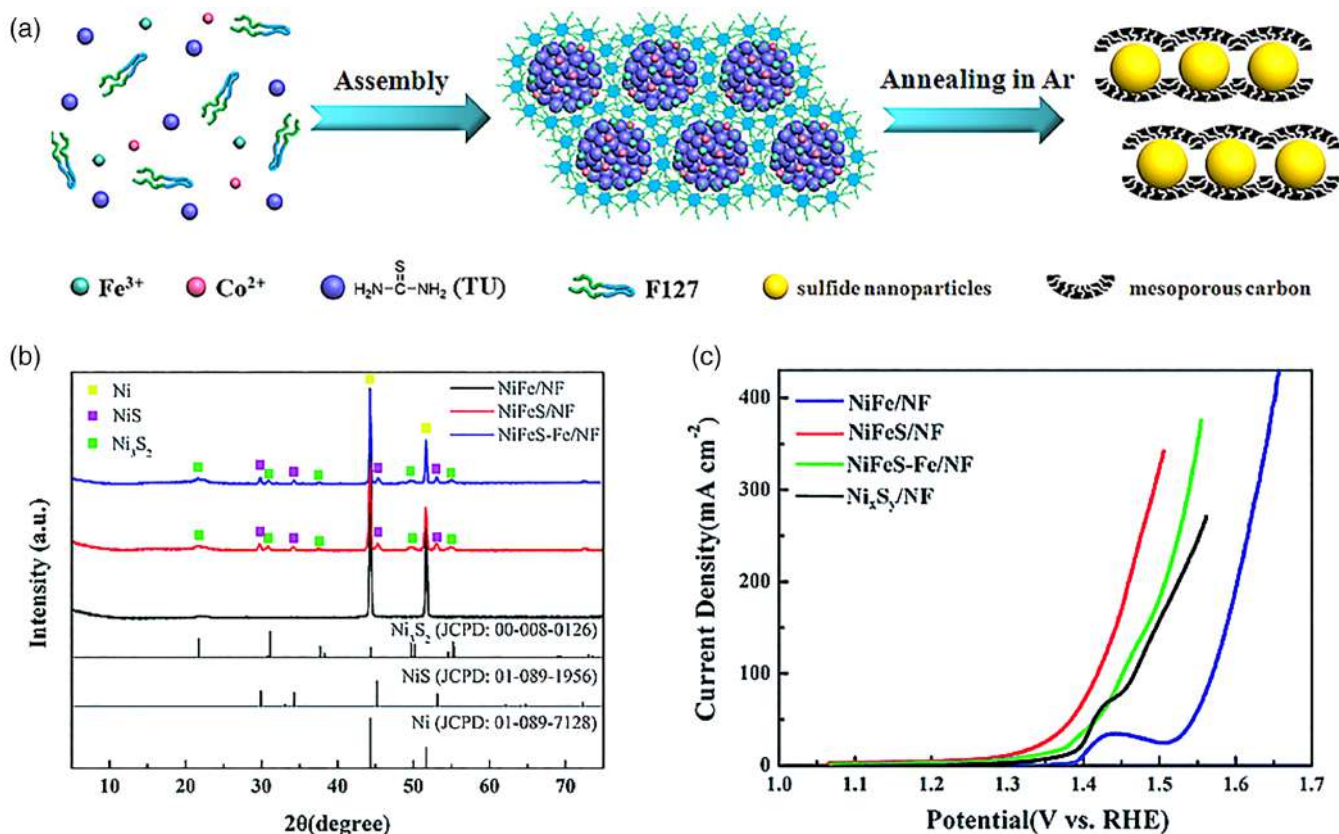 (a)
Assembly
Annealing in Ar
Fe³⁺
Co²⁺
S
H₂N-C-NH₂ (TU)
F127
sulfide nanoparticles
mesoporous carbon
(b)
Ni
NiS
Ni₃S₂
NiFe/NF
NiFeS/NF
NiFeS-Fe/NF
Ni₃S₂ (JCPD: 00-008-0126)
NiS (JCPD: 01-089-1956)
Ni (JCPD: 01-089-7128)
Intensity (a.u.)
10 20 30 40 50 60 70
2θ(degree)
(c)
NiFe/NF
NiFeS/NF
NiFeS-Fe/NF
NiₓSᵧ/NF
Current Density(mA cm⁻²)
400
300
200
100
0
1.0 1.1 1.2 1.3 1.4 1.5 1.6 1.7
Potential(V vs. RHE)